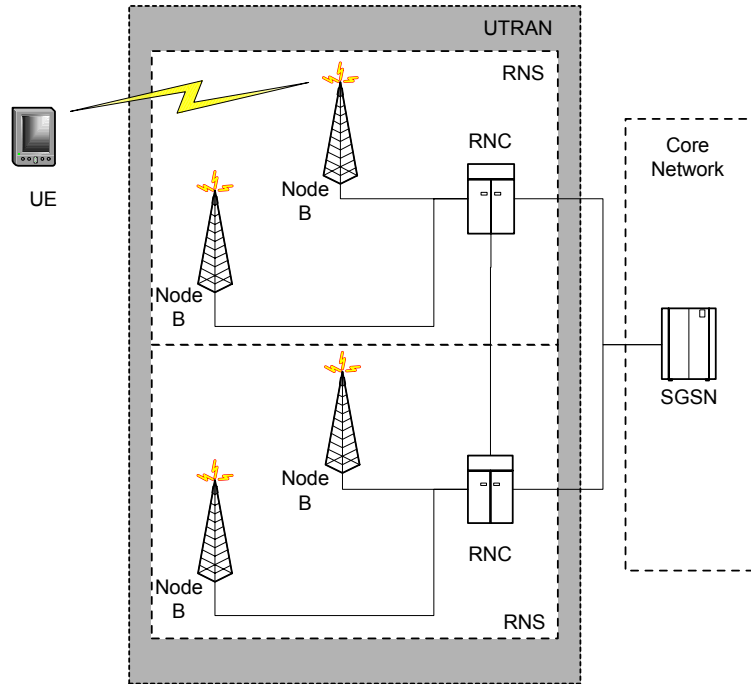 UTRAN
RNS
RNC
Core
Network
UE
Node
B
Node
B
SGSN
Node
B
RNC
Node
B
RNS